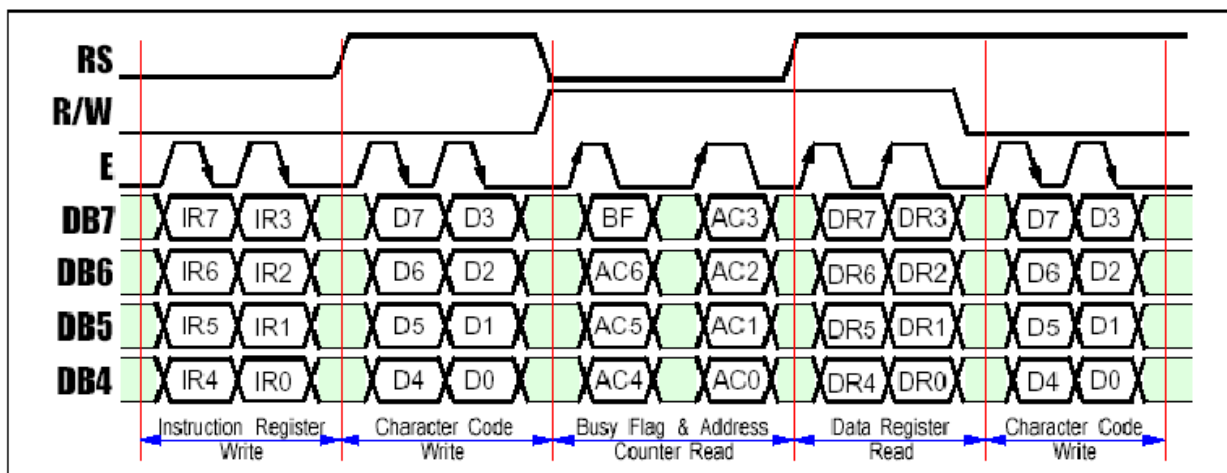 RS
R/W
E
DB7 IR7 IR3 D7 D3 BF AC3 DR7 DR3 D7 D3
DB6 IR6 IR2 D6 D2 AC6 AC2 DR6 DR2 D6 D2
DB5 IR5 IR1 D5 D1 AC5 AC1 DR5 DR1 D5 D1
DB4 IR4 IR0 D4 D0 AC4 AC0 DR4 DR0 D4 D0
Instruction Register Character Code Busy Flag & Address Data Register Character Code
Write Write Counter Read Read Write